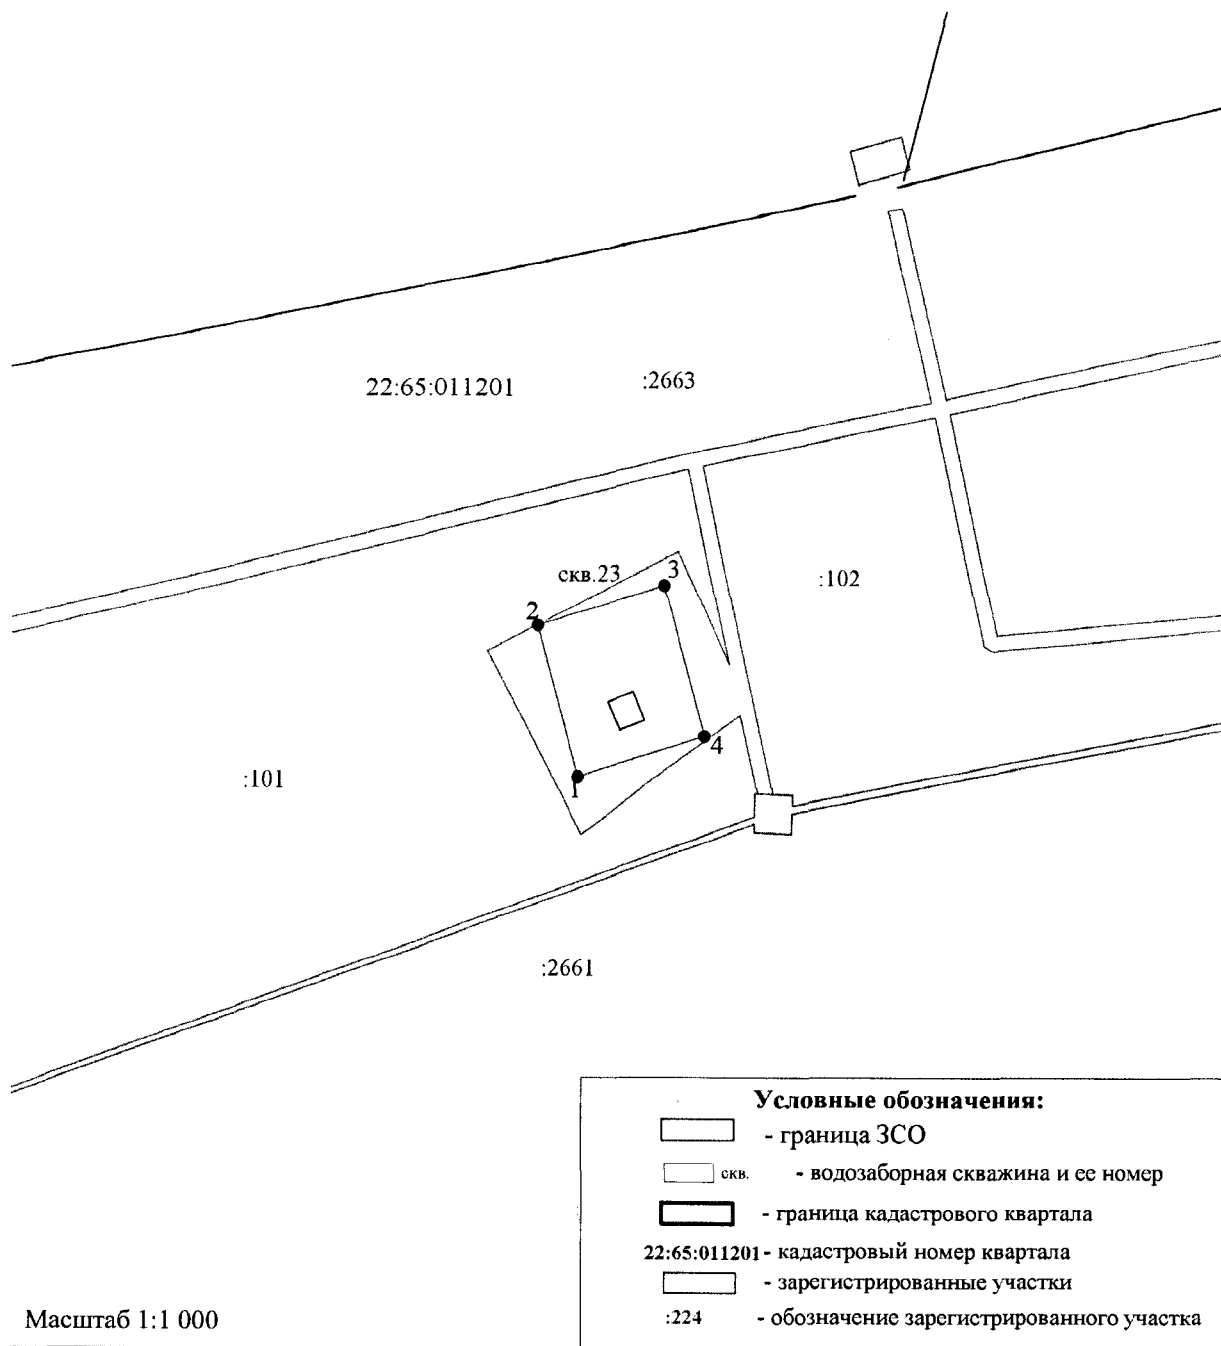 22:65:011201 :2663
скв.23 3
:102
2
4
:101
1
:2661
Условные обозначения:
- граница ЗСО
скв. - водозаборная скважина и ее номер
- граница кадастрового квартала
22:65:011201 - кадастровый номер квартала
- зарегистрированные участки
:224 - обозначение зарегистрированного участка
Масштаб 1:1 000